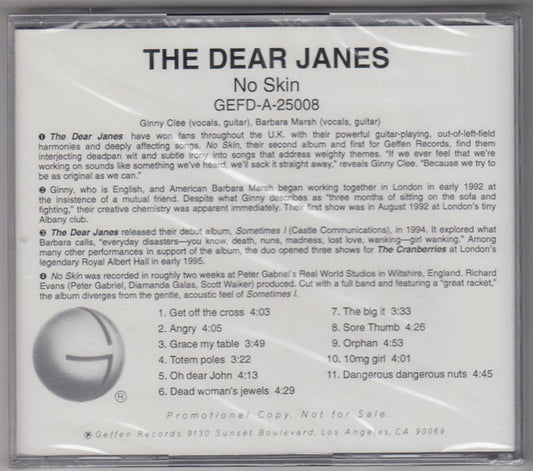 THE DEAR JANES
No Skin
GEFD-A-25008
Ginny Clee (vocals, guitar), Barbara Marsh (vocals, guitar)
❶ The Dear Janes have won fans throughout the U.K. with their powerful guitar-playing, out-of-left-field
harmonies and deeply affecting songs. No Skin, their second album and first for Geffen Records, find them
interjecting deadpan wit and subtle irony into songs that address weighty themes. "If we ever feel that we're
working on sounds like something we've heard, we'll sack it straight away," reveals Ginny Clee. "Because we try to
be as original as we can."
❷ Ginny, who is English, and American Barbara Marsh began working together in London in early 1992 at
the insistence of a mutual friend. Despite what Ginny describes as "three months of sitting on the sofa and
fighting," their creative chemistry was apparent immediately. Their first show was in August 1992 at London's tiny
Albany club.
❸ The Dear Janes released their debut album, Sometimes I (Castle Communications), in 1994. It explored what
Barbara calls, "everyday disasters—you know, death, nuns, madness, lost love, wanking—girl wanking." Among
many other performances in support of the album, the duo opened three shows for The Cranberries at London's
legendary Royal Albert Hall in early 1995.
❹ No Skin was recorded in roughly two weeks at Peter Gabriel's Real World Studios in Wiltshire, England. Richard
Evans (Peter Gabriel, Diamanda Galas, Scott Walker) produced. Cut with a full band and featuring a "great racket,"
the album diverges from the gentle, acoustic feel of Sometimes I.
1. Get off the cross 4:03
2. Angry 4:05
3. Grace my table 3:49
4. Totem poles 3:22
5. Oh dear John 4:13
6. Dead woman's jewels 4:29
7. The big it 3:33
8. Sore Thumb 4:26
9. Orphan 4:53
10. 10mg girl 4:01
11. Dangerous dangerous nuts 4:45
®
Promotional Copy. Not for Sale.
℗ Geffen Records 9130 Sunset Boulevard, Los Angeles, CA 90069